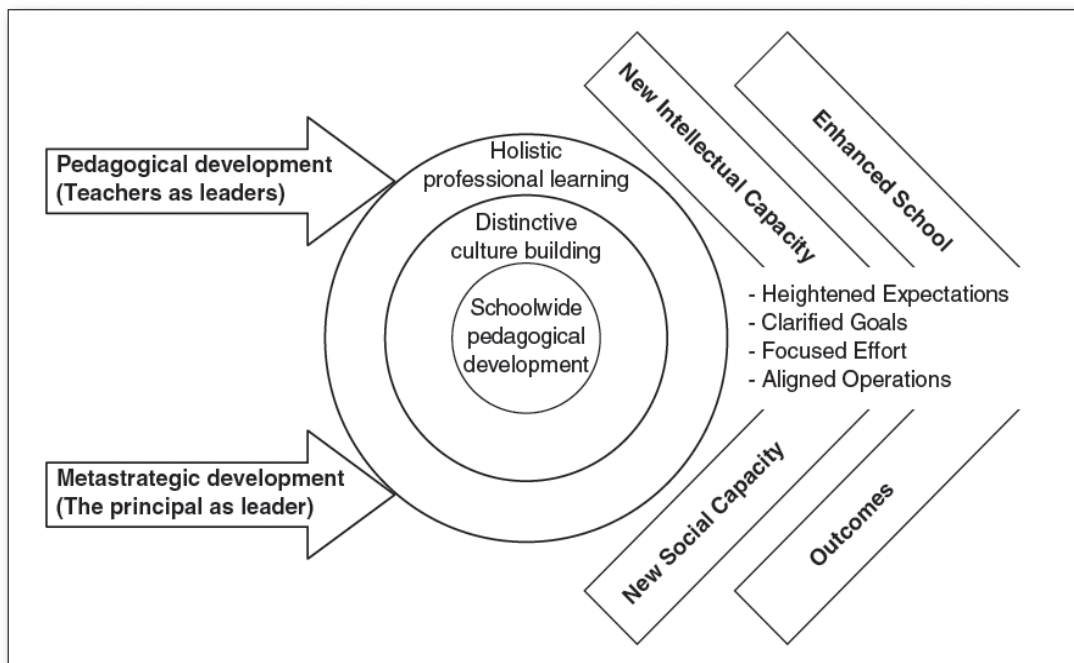 Pedagogical development
(Teachers as leaders)
Metastrategic development
(The principal as leader)
Holistic
professional learning
Distinctive
culture building
Schoolwide
pedagogical
development
New Intellectual Capacity
Enhanced School
- Heightened Expectations
- Clarified Goals
- Focused Effort
- Aligned Operations
New Social Capacity
Outcomes